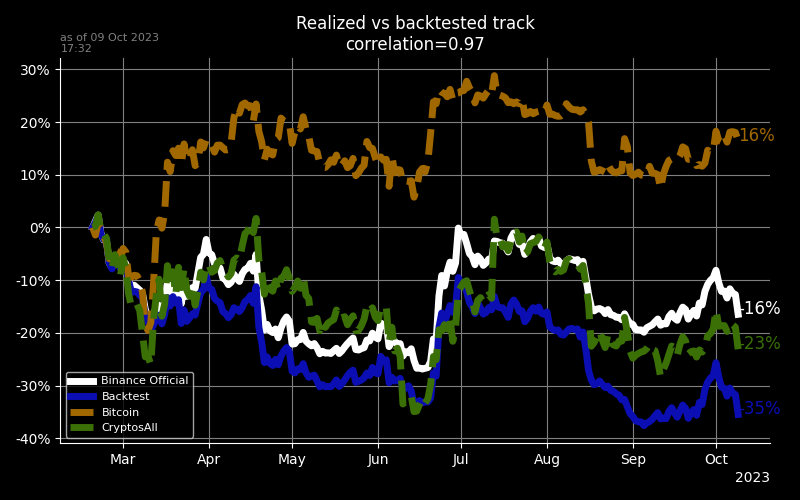 Realized vs backtested track
correlation=0.97
as of 09 Oct 2023
17:32
30%
20%
10%
0%
-10%
-20%
-30%
-40%
16%
-16%
-23%
-35%
Binance Official
Backtest
Bitcoin
CryptosAll
Mar Apr May Jun Jul Aug Sep Oct
2023